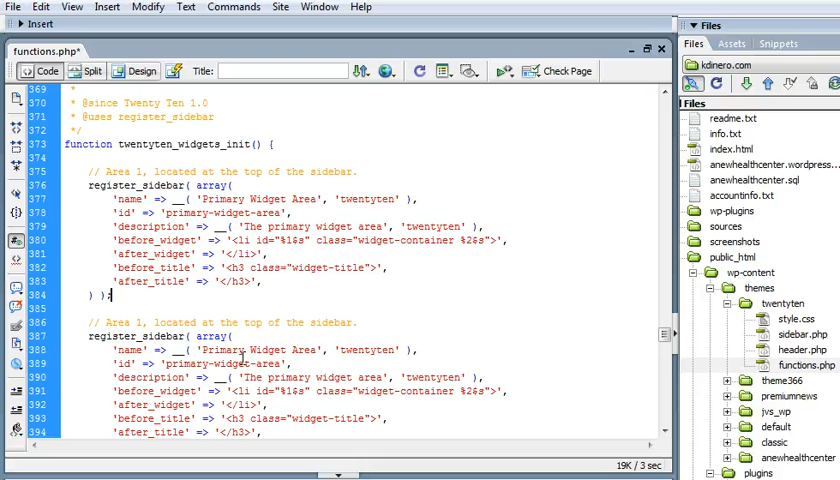 File Edit View Insert Modify Text Commands Site Window Help
Insert
functions.php*
Code Split Design Title: Check Page
369 *
370 * @since Twenty Ten 1.0
371 * @uses register_sidebar
372 */
373 function twentyten_widgets_init() {
374
375 // Area 1, located at the top of the sidebar.
376 register_sidebar( array(
377 'name' => __( 'Primary Widget Area', 'twentyten' ),
378 'id' => 'primary-widget-area',
379 'description' => __( 'The primary widget area', 'twentyten' ),
380 'before_widget' => '<li id="%1$s" class="widget-container %2$s">',
381 'after_widget' => '</li>',
382 'before_title' => '<h3 class="widget-title">',
383 'after_title' => '</h3>',
384 ) );
385
386 // Area 1, located at the top of the sidebar.
387 register_sidebar( array(
388 'name' => __( 'Primary Widget Area', 'twentyten' ),
389 'id' => 'primary-widget-area',
390 'description' => __( 'The primary widget area', 'twentyten' ),
391 'before_widget' => '<li id="%1$s" class="widget-container %2$s">',
392 'after_widget' => '</li>',
393 'before_title' => '<h3 class="widget-title">',
394 'after_title' => '</h3>',
19K / 3 sec
Files
Files Assets Snippets
kdinero.com
Files
readme.txt
info.txt
index.html
anewhealthcenter.wordpress...
anewhealthcenter.sql
accountinfo.txt
wp-plugins
sources
screenshots
public_html
wp-content
themes
twentyten
style.css
sidebar.php
header.php
functions.php
theme366
premiumnews
jvs_wp
default
classic
anewhealthcenter
plugins